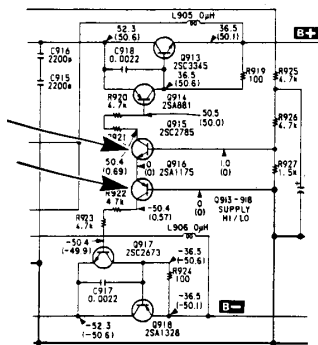 L905 0μH
B+
52.3
(50.6)
36.5
(50.1)
C916
2200p
C918
0.0022
Q913
2SC3345
C915
2200p
36.5
(50.6)
R919
100
R925
4.7k
R920
4.7k
Q914
2SA881
50.5
(50.0)
R921
Q915
2SC2785
R926
4.7k
50.4
(0.69)
0
(0)
Q916
2SA1175
.0
(0)
R927
1.5k
R922
4.7k
-50.4
(0.57)
0
(0)
Q913-918
SUPPLY
HI/LO
R923
4.7k
L906 0μH
-50.4
(-49.9)
Q917
2SC2673
-36.5
(-50.6)
R924
100
C917
0.0022
-36.5
(-50.1)
B-
-52.3
(-50.6)
Q918
2SA1328